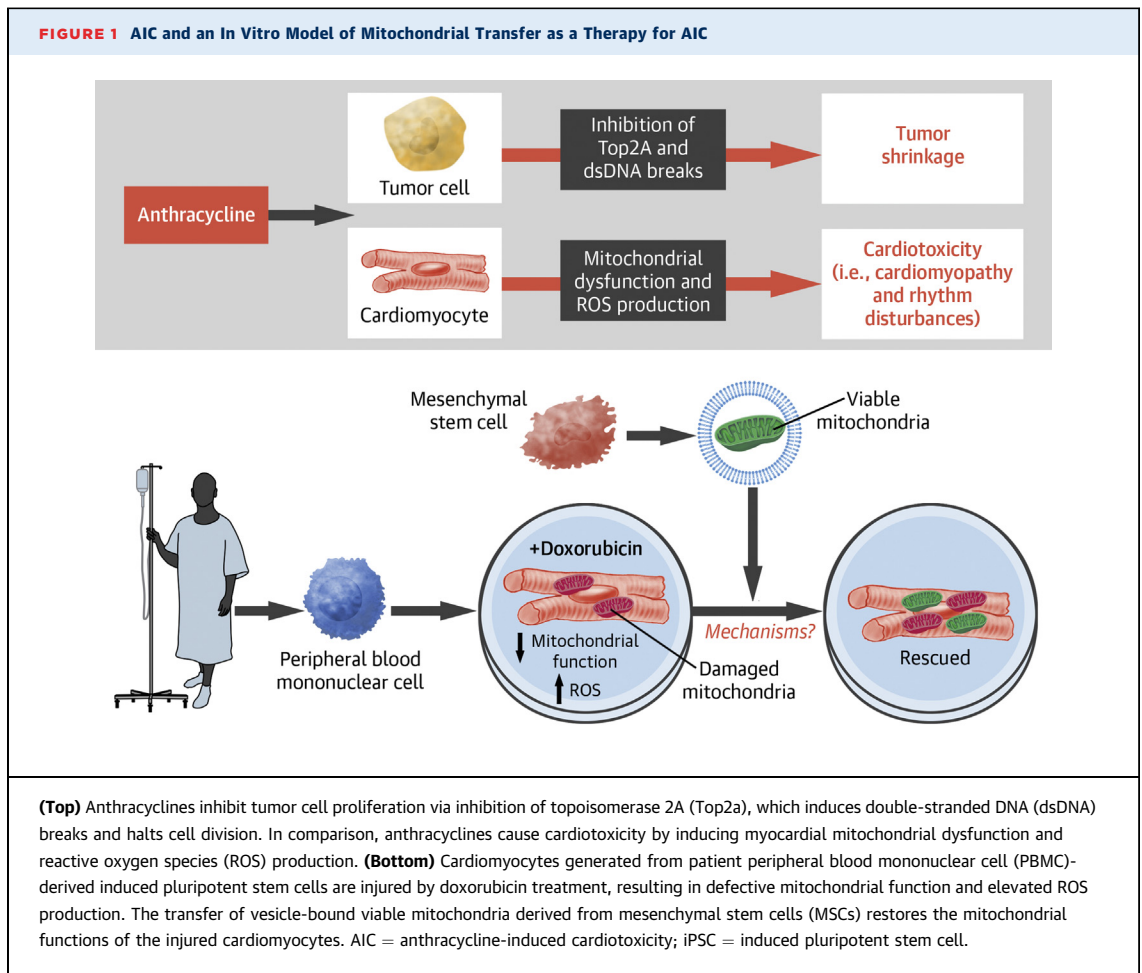 FIGURE 1 AIC and an In Vitro Model of Mitochondrial Transfer as a Therapy for AIC
Anthracycline
Tumor cell
Inhibition of
Top2A and
dsDNA breaks
Tumor
shrinkage
Cardiomyocyte
Mitochondrial
dysfunction and
ROS production
Cardiotoxicity
(i.e., cardiomyopathy
and rhythm
disturbances)
Mesenchymal
stem cell
Viable
mitochondria
Peripheral blood
mononuclear cell
+Doxorubicin
Mitochondrial
function
ROS
Damaged
mitochondria
Mechanisms?
Rescued
(Top) Anthracyclines inhibit tumor cell proliferation via inhibition of topoisomerase 2A (Top2a), which induces double-stranded DNA (dsDNA)
breaks and halts cell division. In comparison, anthracyclines cause cardiotoxicity by inducing myocardial mitochondrial dysfunction and
reactive oxygen species (ROS) production. (Bottom) Cardiomyocytes generated from patient peripheral blood mononuclear cell (PBMC)-
derived induced pluripotent stem cells are injured by doxorubicin treatment, resulting in defective mitochondrial function and elevated ROS
production. The transfer of vesicle-bound viable mitochondria derived from mesenchymal stem cells (MSCs) restores the mitochondrial
functions of the injured cardiomyocytes. AIC = anthracycline-induced cardiotoxicity; iPSC = induced pluripotent stem cell.